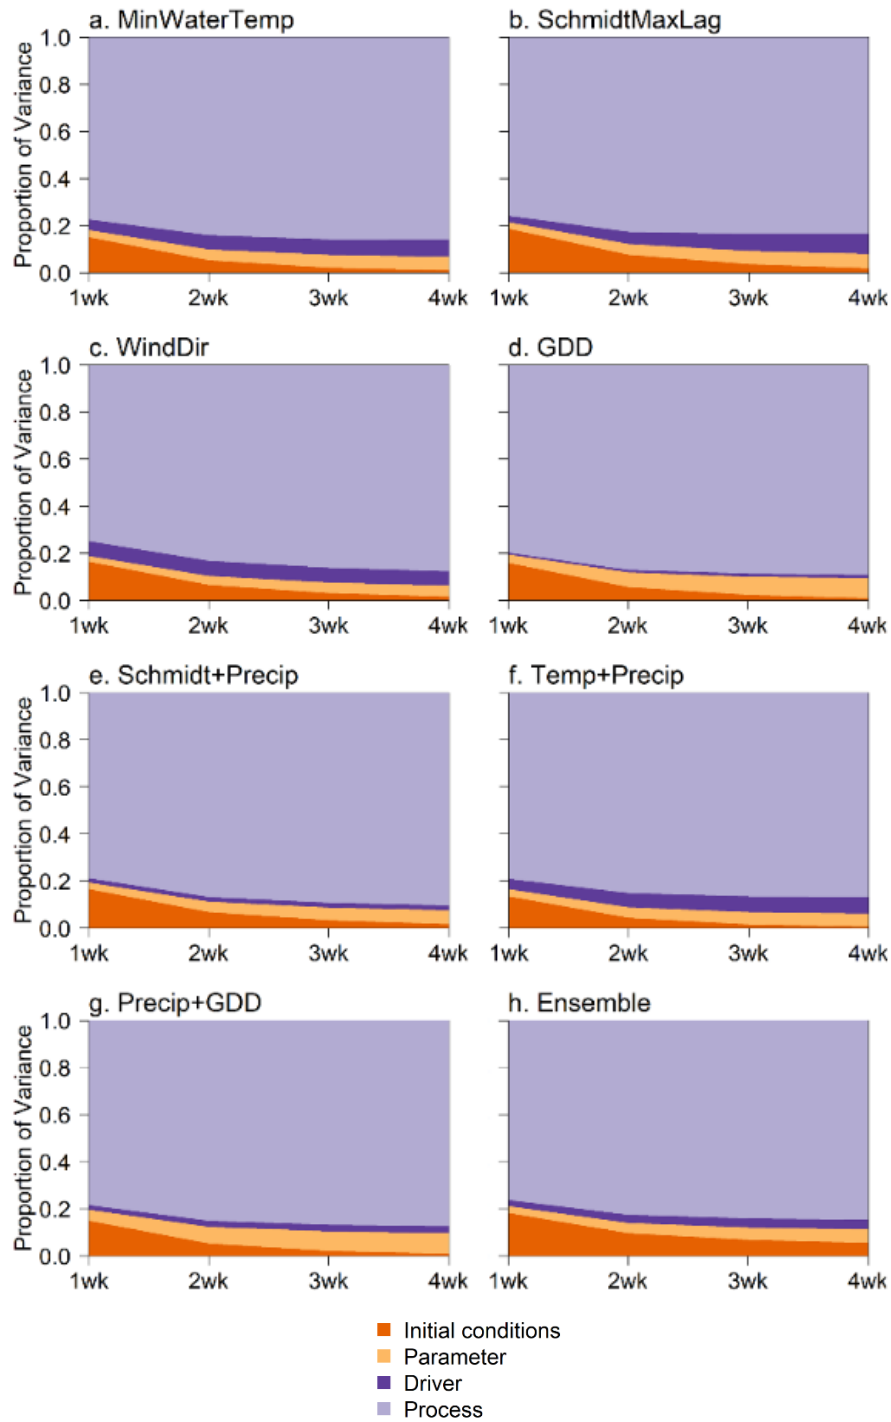 a. MinWaterTemp
b. SchmidtMaxLag
Proportion of Variance
1.0
0.8
0.6
0.4
0.2
0.0
1wk 2wk 3wk 4wk
1wk 2wk 3wk 4wk
c. WindDir
d. GDD
Proportion of Variance
1.0
0.8
0.6
0.4
0.2
0.0
1wk 2wk 3wk 4wk
1wk 2wk 3wk 4wk
e. Schmidt+Precip
f. Temp+Precip
Proportion of Variance
1.0
0.8
0.6
0.4
0.2
0.0
1wk 2wk 3wk 4wk
1wk 2wk 3wk 4wk
g. Precip+GDD
h. Ensemble
Proportion of Variance
1.0
0.8
0.6
0.4
0.2
0.0
1wk 2wk 3wk 4wk
1wk 2wk 3wk 4wk
Initial conditions
Parameter
Driver
Process